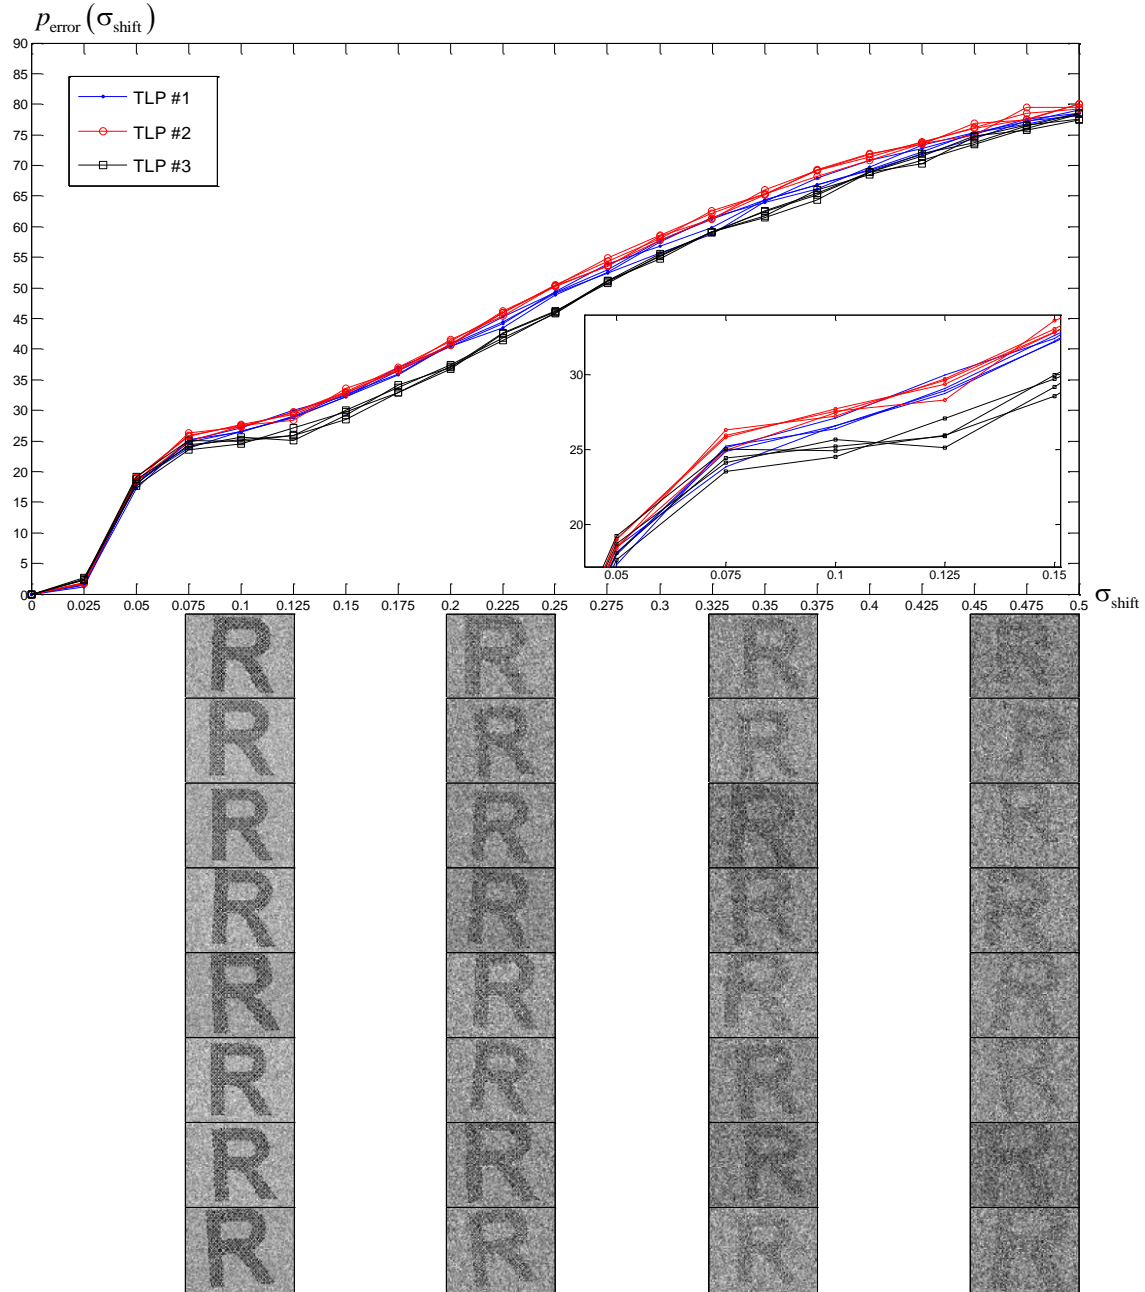 p_error (σ_shift)
90
85
80
75
70
65
60
55
50
45
40
35
30
25
20
15
10
5
0
TLP #1
TLP #2
TLP #3
30
25
20
0.05 0.075 0.1 0.125 0.15
0 0.025 0.05 0.075 0.1 0.125 0.15 0.175 0.2 0.225 0.25 0.275 0.3 0.325 0.35 0.375 0.4 0.425 0.45 0.475 0.5 σ_shift
R R R R
R R R R
R R R R
R R R R
R R R R
R R R R
R R R R
R R R R